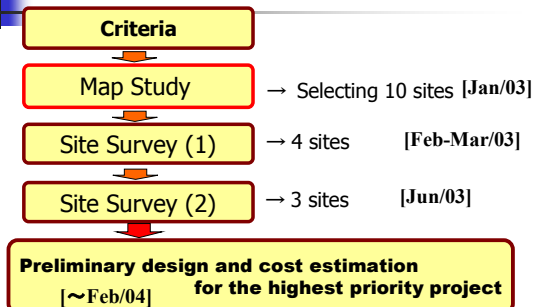 Criteria
Map Study → Selecting 10 sites [Jan/03]
Site Survey (1) → 4 sites [Feb-Mar/03]
Site Survey (2) → 3 sites [Jun/03]
Preliminary design and cost estimation
[～Feb/04] for the highest priority project